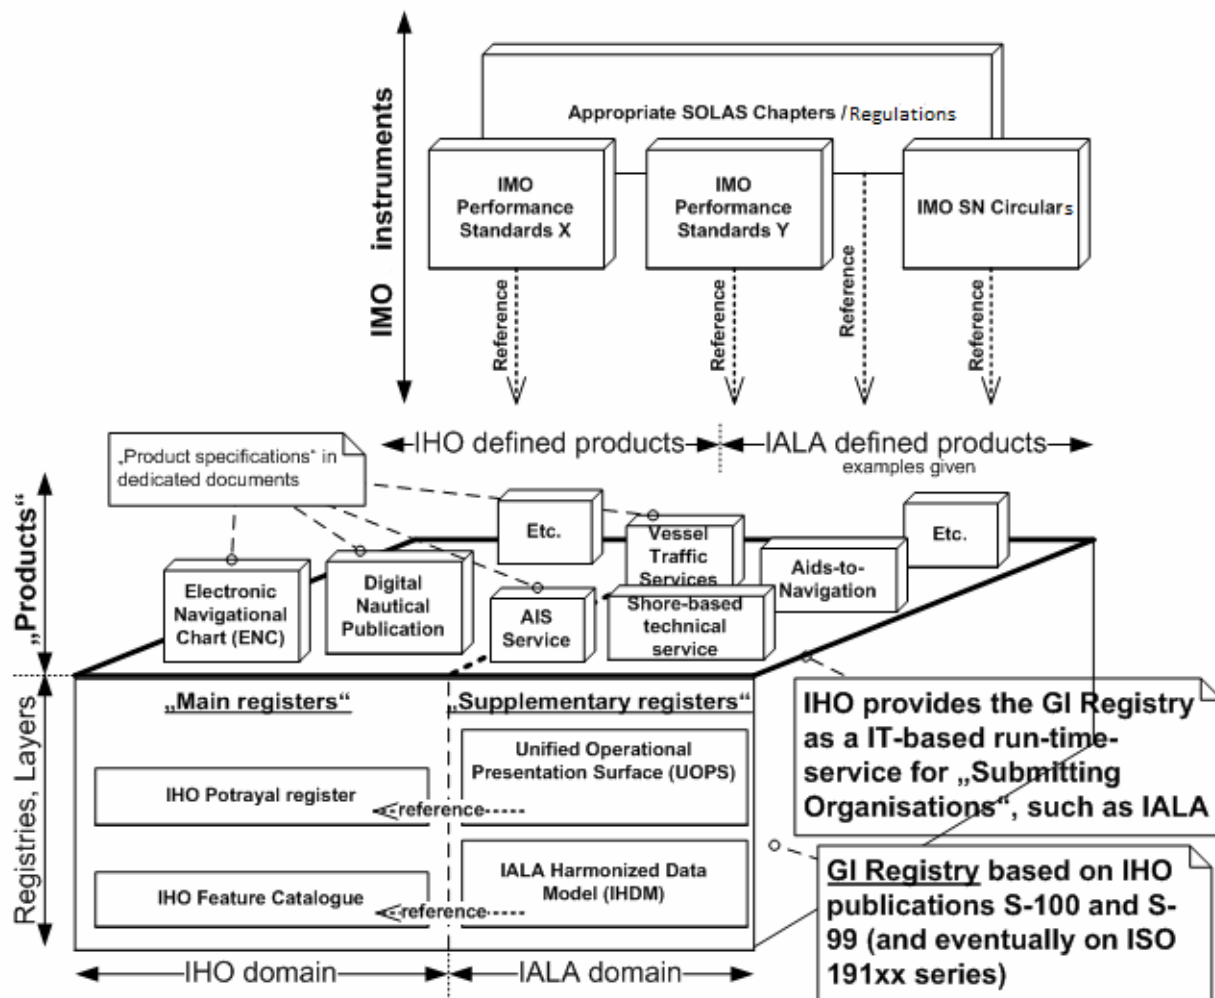 IMO instruments
Appropriate SOLAS Chapters /Regulations
IMO
Performance
Standards X
IMO
Performance
Standards Y
IMO SN Circulars
Reference
Reference
Reference
Reference
IHO defined products
IALA defined products
examples given
„Product specifications“ in
dedicated documents
„Products“
Etc.
Vessel
Traffic
Services
Etc.
Electronic
Navigational
Chart (ENC)
Digital
Nautical
Publication
AIS
Service
Shore-based
technical
service
Aids-to-
Navigation
Registries, Layers
„Main registers“
„Supplementary registers“
Unified Operational
Presentation Surface (UOPS)
IHO Potrayal register
reference
IALA Harmonized Data
Model (IHDM)
IHO Feature Catalogue
reference
IHO domain
IALA domain
IHO provides the GI Registry
as a IT-based run-time-
service for „Submitting
Organisations“, such as IALA
GI Registry based on IHO
publications S-100 and S-
99 (and eventually on ISO
191xx series)